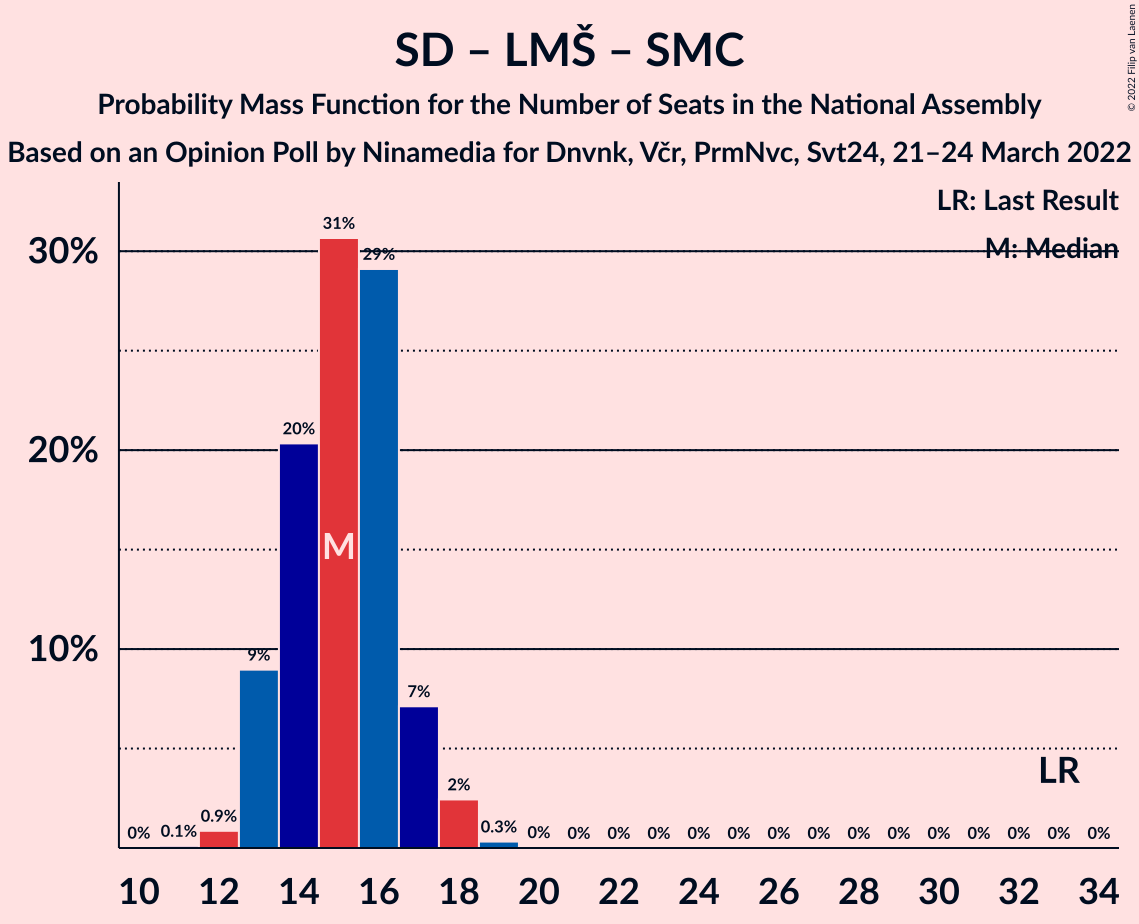 SD – LMŠ – SMC
Probability Mass Function for the Number of Seats in the National Assembly
Based on an Opinion Poll by Ninamedia for Dnvnk, Včr, PrmNvc, Svt24, 21–24 March 2022
© 2022 Filip van Laenen
LR: Last Result
M: Median
30%
20%
10%
0% 0.1% 0.9% 9% 20% 31% 29% 7% 2% 0.3% 0% 0% 0% 0% 0% 0% 0% 0% 0% 0% 0% 0% 0% 0% 0%
M
LR
10 12 14 16 18 20 22 24 26 28 30 32 34